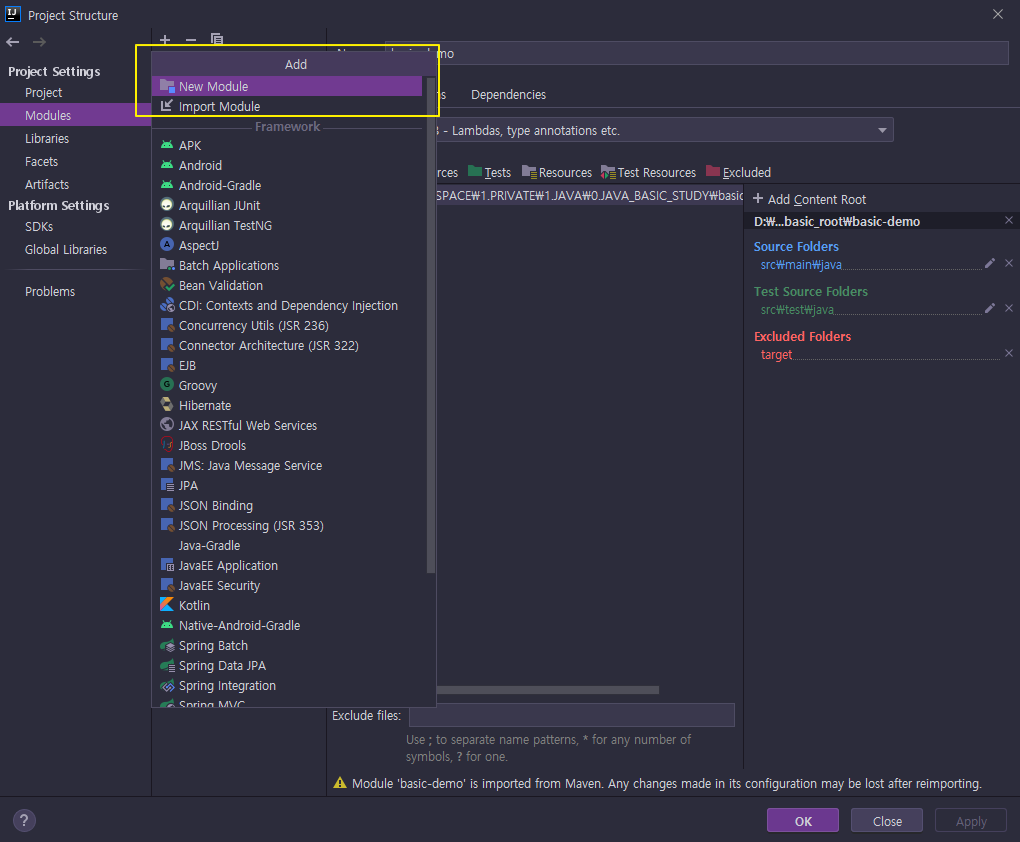 Project Structure
Project Settings
Project
Modules
Libraries
Facets
Artifacts
Platform Settings
SDKs
Global Libraries
Problems
Add
New Module
Import Module
Framework
APK
Android
Android-Gradle
Arquillian JUnit
Arquillian TestNG
AspectJ
Batch Applications
Bean Validation
CDI: Contexts and Dependency Injection
Concurrency Utils (JSR 236)
Connector Architecture (JSR 322)
EJB
Groovy
Hibernate
JAX RESTful Web Services
JBoss Drools
JMS: Java Message Service
JPA
JSON Binding
JSON Processing (JSR 353)
Java-Gradle
JavaEE Application
JavaEE Security
Kotlin
Native-Android-Gradle
Spring Batch
Spring Data JPA
Spring Integration
Spring MVC
mo
s Dependencies
- Lambdas, type annotations etc.
rces Tests Resources Test Resources Excluded
SPACE₩1.PRIVATE₩1.JAVA₩0.JAVA_BASIC_STUDY₩basic
+ Add Content Root
D:₩...basic_root₩basic-demo
Source Folders
src₩main₩java
Test Source Folders
src₩test₩java
Excluded Folders
target
Exclude files:
Use ; to separate name patterns, * for any number of
symbols, ? for one.
Module 'basic-demo' is imported from Maven. Any changes made in its configuration may be lost after reimporting.
?
OK
Close
Apply